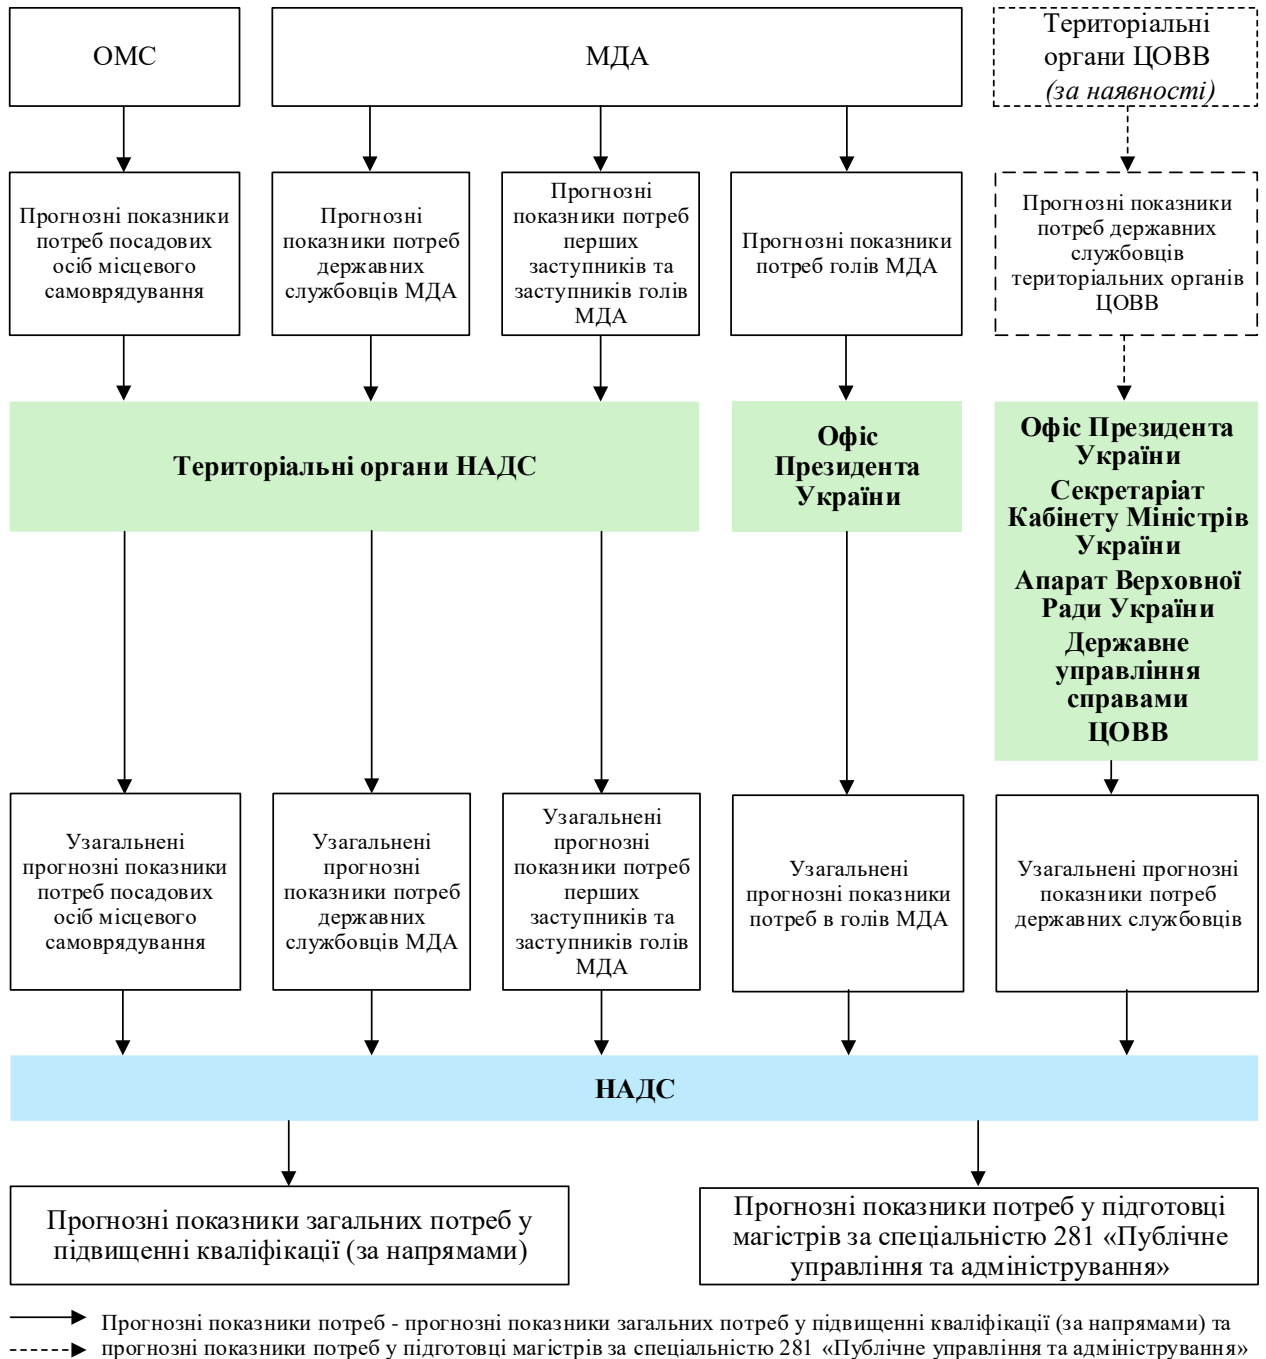 ОМС
МДА
Територіальні
органи ЦОВВ
(за наявності)
Прогнозні показники
потреб посадових
осіб місцевого
самоврядування
Прогнозні
показники потреб
державних
службовців МДА
Прогнозні
показники потреб
перших
заступників та
заступників голів
МДА
Прогнозні показники
потреб голів МДА
Прогнозні показники
потреб державних
службовців
територіальних органів
ЦОВВ
Територіальні органи НАДС
Офіс
Президента
України
Офіс Президента
України
Секретаріат
Кабінету Міністрів
України
Апарат Верховної
Ради України
Державне
управління
справами
ЦОВВ
Узагальнені
прогнозні показники
потреб посадових
осіб місцевого
самоврядування
Узагальнені
прогнозні
показники потреб
державних
службовців МДА
Узагальнені
прогнозні
показники потреб
перших
заступників та
заступників голів
МДА
Узагальнені
прогнозні показники
потреб в голів МДА
Узагальнені прогнозні
показники потреб
державних службовців
НАДС
Прогнозні показники загальних потреб у
підвищенні кваліфікації (за напрямами)
Прогнозні показники потреб у підготовці
магістрів за спеціальністю 281 «Публічне
управління та адміністрування»
Прогнозні показники потреб - прогнозні показники загальних потреб у підвищенні кваліфікації (за напрямами) та
прогнозні показники потреб у підготовці магістрів за спеціальністю 281 «Публічне управління та адміністрування»